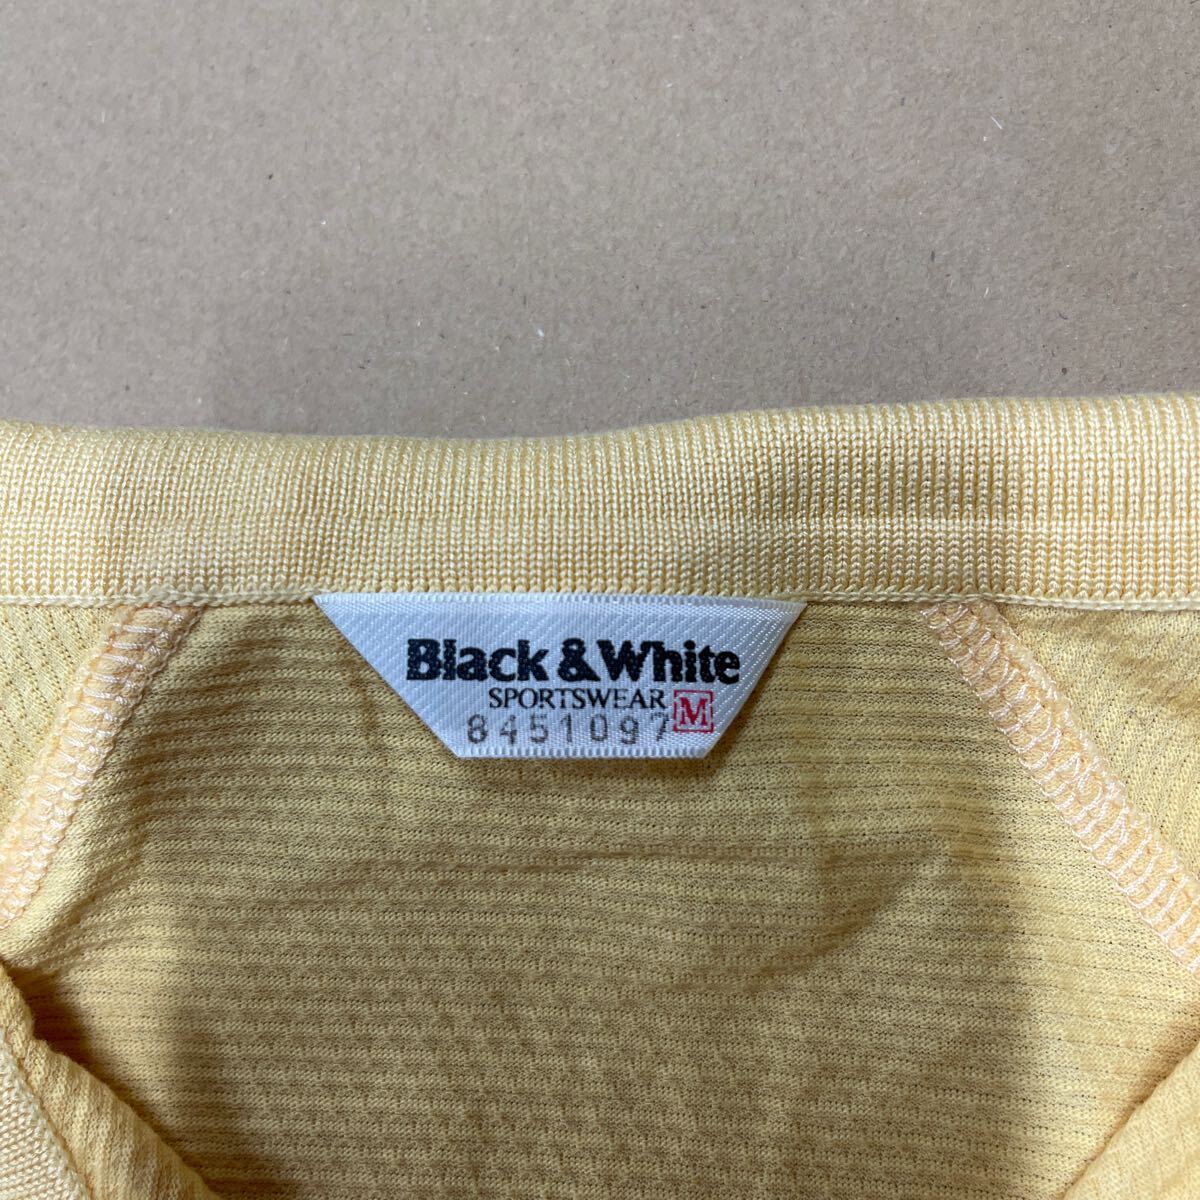 Black & White
SPORTSWEAR M
8451097